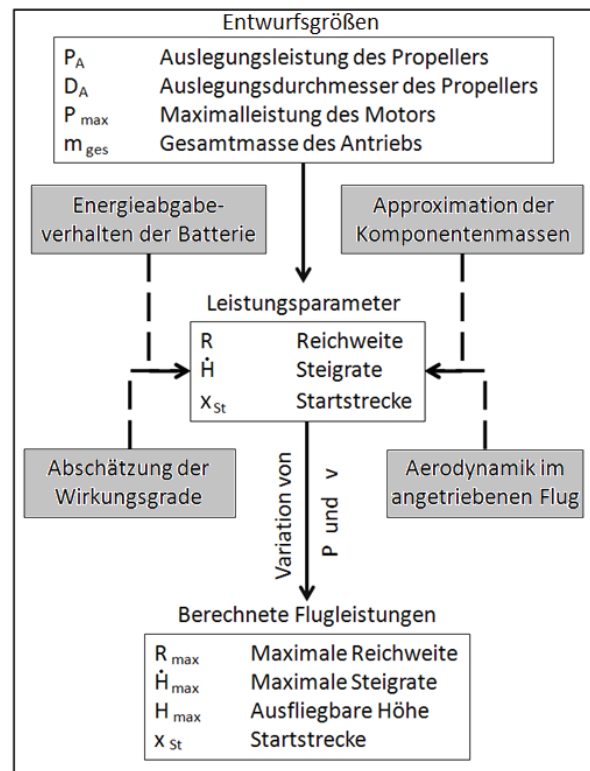 Entwurfsgrößen
P_A Auslegungsleistung des Propellers
D_A Auslegungsdurchmesser des Propellers
P_max Maximalleistung des Motors
m_ges Gesamtmasse des Antriebs
Energieabgabe-
verhalten der Batterie
Approximation der
Komponentenmassen
Leistungsparameter
R Reichweite
Ḣ Steigrate
x_St Startstrecke
Abschätzung der
Wirkungsgrade
Aerodynamik im
angetriebenen Flug
Variation von
P und v
Berechnete Flugleistungen
R_max Maximale Reichweite
Ḣ_max Maximale Steigrate
H_max Ausfliegbare Höhe
x_St Startstrecke